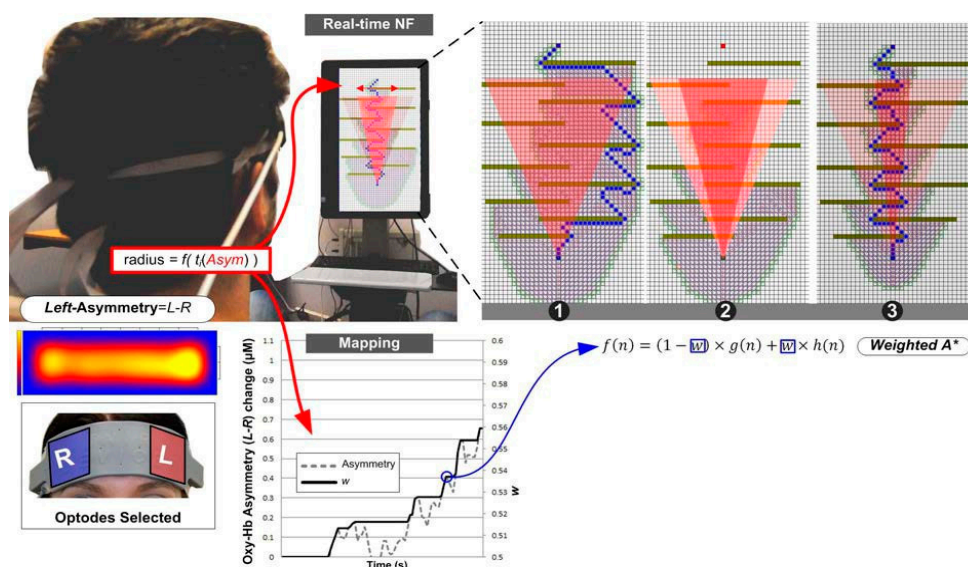 Real-time NF
radius = f( tᵢ(Asym) )
1
2
3
Left-Asymmetry=L-R
Mapping
f(n) = (1 − w) × g(n) + w × h(n)
Weighted A*
Oxy-Hb Asymmetry (L-R) change (µM)
1.1
1
0.9
0.8
0.7
0.6
0.5
0.4
0.3
0.2
0.1
0
0.6
0.59
0.58
0.57
0.56
0.55
0.54
0.53
0.52
0.51
0.5
w
Asymmetry
w
Time (s)
R
L
Optodes Selected